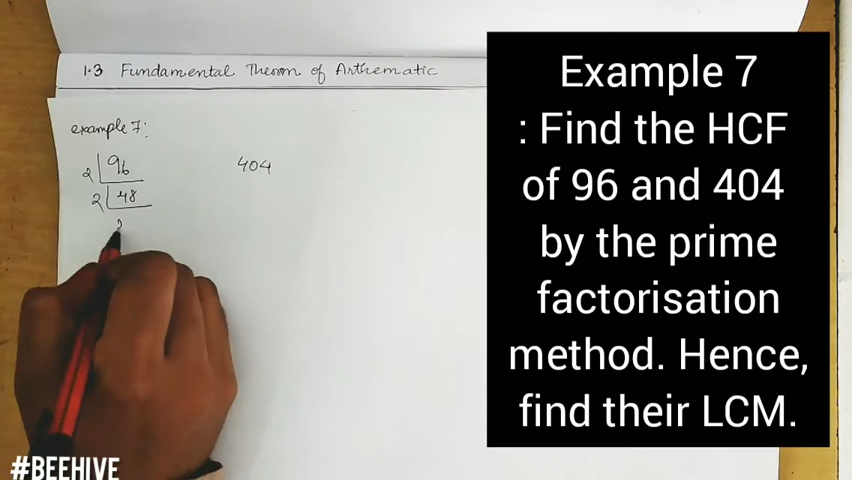 1.3 Fundamental Theorm of Arthematic
example 7:
2 96
404
2 48
2
Example 7
: Find the HCF
of 96 and 404
by the prime
factorisation
method. Hence,
find their LCM.
#BEEHIVE